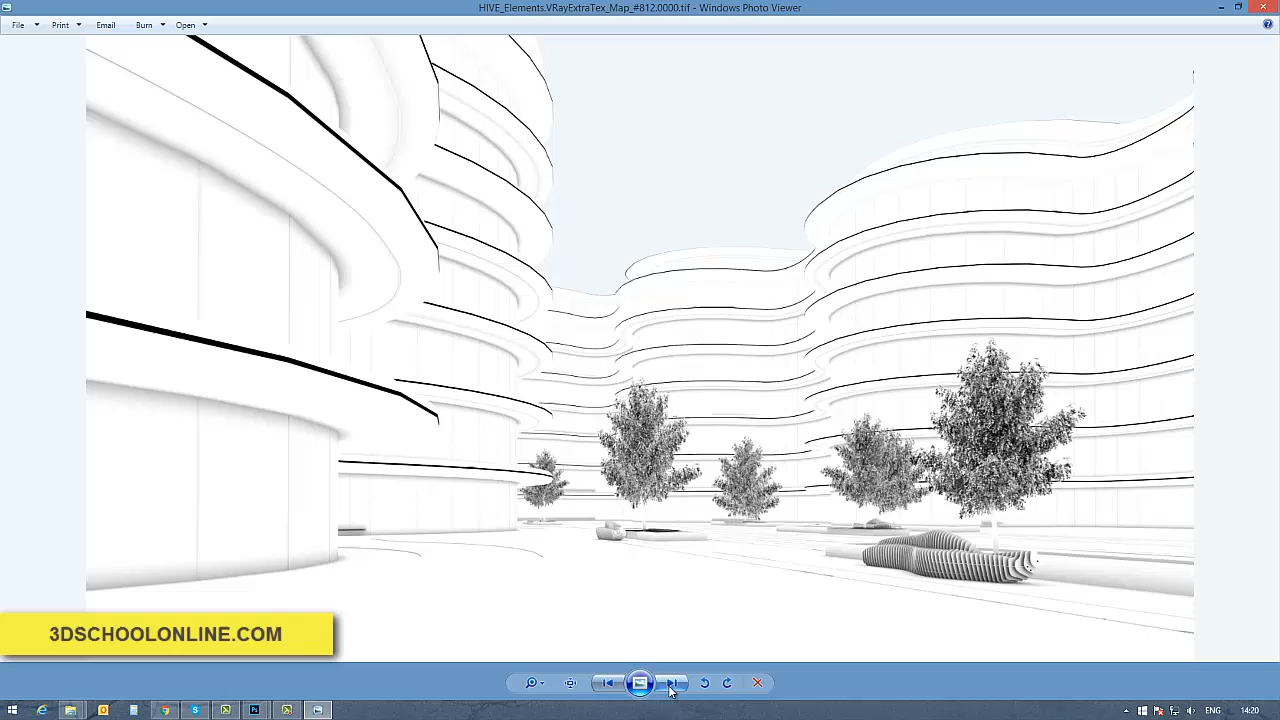 HIVE_Elements.VRayExtraTex_Map_#812.0000.tif - Windows Photo Viewer
File Print Email Burn Open
3DSCHOOLONLINE.COM
ENG 14:20